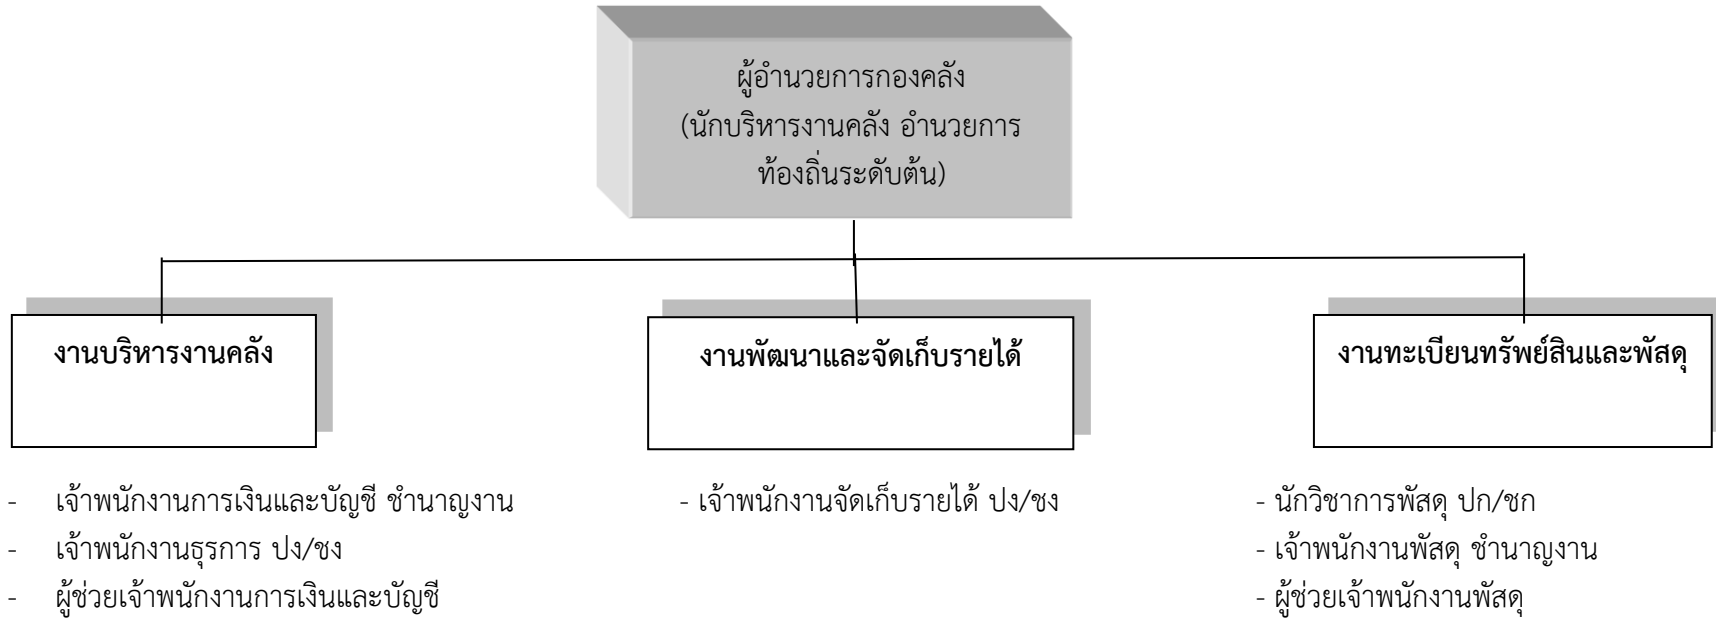 ผู้อำนวยการกองคลัง
(นักบริหารงานคลัง อำนวยการ
ท้องถิ่นระดับต้น)
งานบริหารงานคลัง
งานพัฒนาและจัดเก็บรายได้
งานทะเบียนทรัพย์สินและพัสดุ
- เจ้าพนักงานการเงินและบัญชี ชำนาญงาน
- เจ้าพนักงานธุรการ ปง/ชง
- ผู้ช่วยเจ้าพนักงานการเงินและบัญชี
- เจ้าพนักงานจัดเก็บรายได้ ปง/ชง
- นักวิชาการพัสดุ ปก/ชก
- เจ้าพนักงานพัสดุ ชำนาญงาน
- ผู้ช่วยเจ้าพนักงานพัสดุ